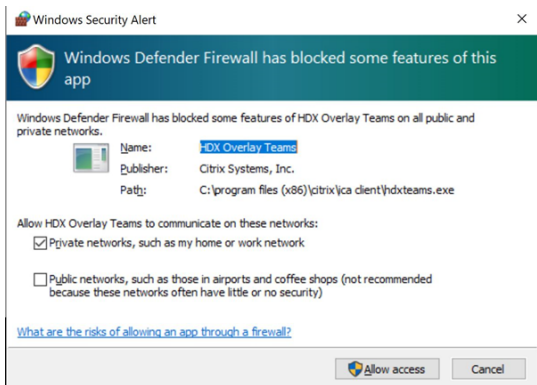 Windows Security Alert
Windows Defender Firewall has blocked some features of this
app
Windows Defender Firewall has blocked some features of HDX Overlay Teams on all public and
private networks.
Name: HDX Overlay Teams
Publisher: Citrix Systems, Inc.
Path: C:\program files (x86)\citrix\ica client\hdxteams.exe
Allow HDX Overlay Teams to communicate on these networks:
Private networks, such as my home or work network
Public networks, such as those in airports and coffee shops (not recommended
because these networks often have little or no security)
What are the risks of allowing an app through a firewall?
Allow access Cancel